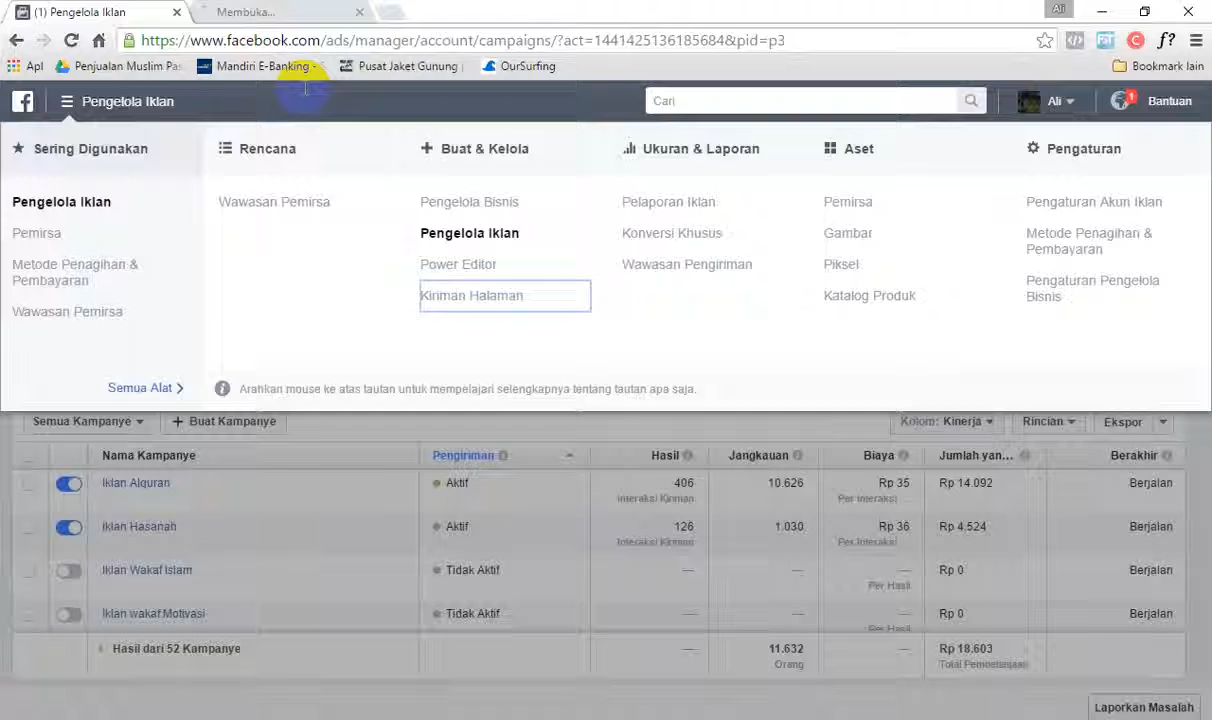 (1) Pengelola Iklan
Membuka...
Ali
https://www.facebook.com/ads/manager/account/campaigns/?act=1441425136185684&pid=p3
f?
Apl
Penjualan Muslim Pas
Mandiri E-Banking -
Pusat Jaket Gunung
OurSurfing
Bookmark lain
Pengelola Iklan
Cari
Ali
1
Bantuan
Sering Digunakan
Rencana
Buat & Kelola
Ukuran & Laporan
Aset
Pengaturan
Pengelola Iklan
Pemirsa
Metode Penagihan &
Pembayaran
Wawasan Pemirsa
Wawasan Pemirsa
Pengelola Bisnis
Pengelola Iklan
Power Editor
Kiriman Halaman
Pelaporan Iklan
Konversi Khusus
Wawasan Pengiriman
Pemirsa
Gambar
Piksel
Katalog Produk
Pengaturan Akun Iklan
Metode Penagihan &
Pembayaran
Pengaturan Pengelola
Bisnis
Semua Alat
Arahkan mouse ke atas tautan untuk mempelajari selengkapnya tentang tautan apa saja.
Semua Kampanye
+ Buat Kampanye
Kolom: Kinerja
Rincian
Ekspor
Nama Kampanye Pengiriman Hasil Jangkauan Biaya Jumlah yan... Berakhir
Iklan Alquran Aktif 406 10.626 Rp 35 Rp 14.092 Berjalan
Interaksi Kiriman Per Interaksi...
Iklan Hasanah Aktif 126 1.030 Rp 36 Rp 4.524 Berjalan
Interaksi Kiriman Per Interaksi...
Iklan Wakaf Islam Tidak Aktif — — — Rp 0 Berjalan
Per Hasil
Iklan wakaf Motivasi Tidak Aktif — — — Rp 0 Berjalan
Per Hasil
Hasil dari 52 Kampanye — 11.632 — Rp 18.603
Orang Total Pembelanjaan
Laporkan Masalah